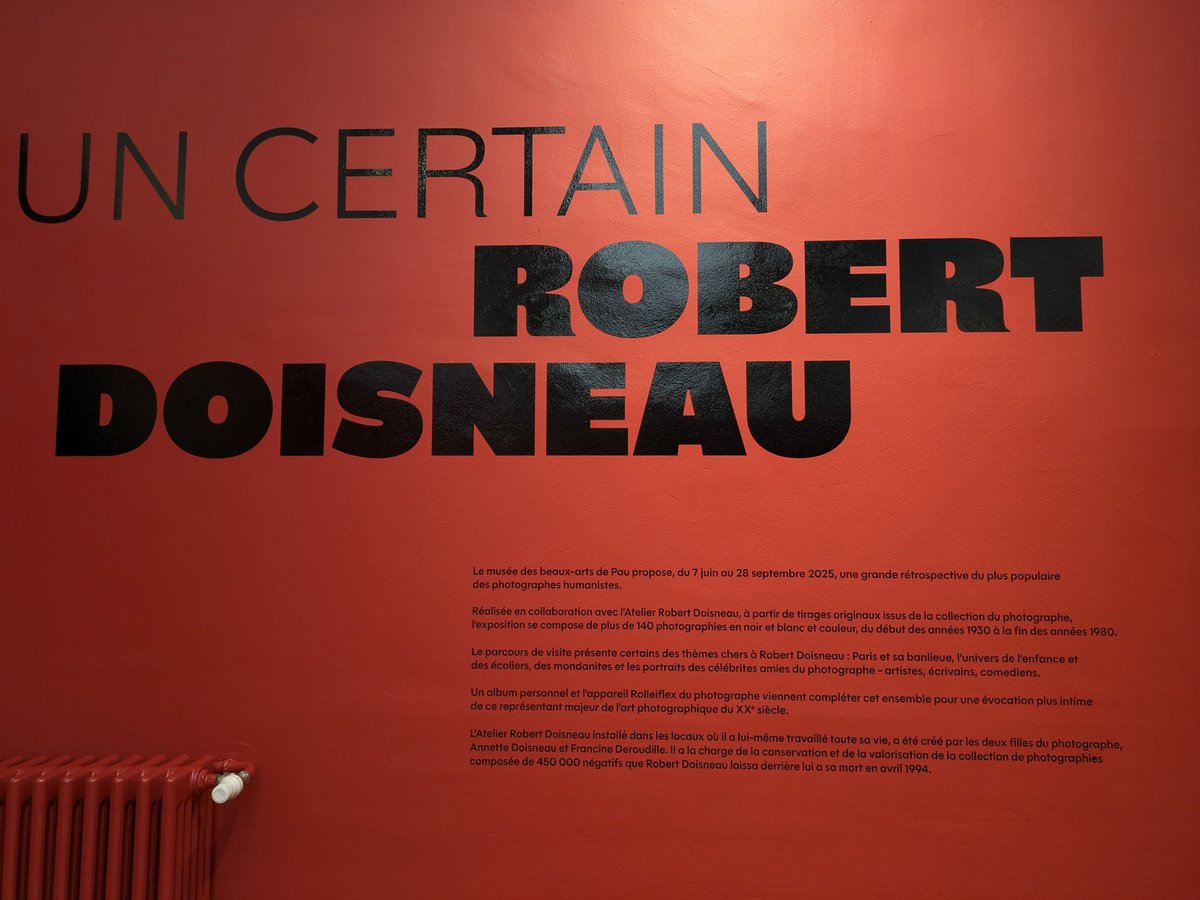 UN CERTAIN
ROBERT
DOISNEAU
Le musée des beaux-arts de Pau propose, du 7 juin au 28 septembre 2025, une grande rétrospective du plus populaire
des photographes humanistes.
Réalisée en collaboration avec l'Atelier Robert Doisneau, à partir de tirages originaux issus de la collection du photographe,
l'exposition se compose de plus de 140 photographies en noir et blanc et couleur, du début des années 1930 à la fin des années 1980.
Le parcours de visite présente certains des thèmes chers à Robert Doisneau : Paris et sa banlieue, l'univers de l'enfance et
des écoliers, des mondanites et les portraits des célébrites amies du photographe - artistes, écrivains, comediens.
Un album personnel et l'appareil Rolleiflex du photographe viennent compléter cet ensemble pour une évocation plus intime
de ce représentant majeur de l'art photographique du XXᵉ siècle.
L'Atelier Robert Doisneau installé dans les locaux où il a lui-même travaillé toute sa vie, a été créé par les deux filles du photographe,
Annette Doisneau et Francine Deroudille. Il a la charge de la conservation et de la valorisation de la collection de photographies
composée de 450 000 négatifs que Robert Doisneau laissa derrière lui a sa mort en avril 1994.